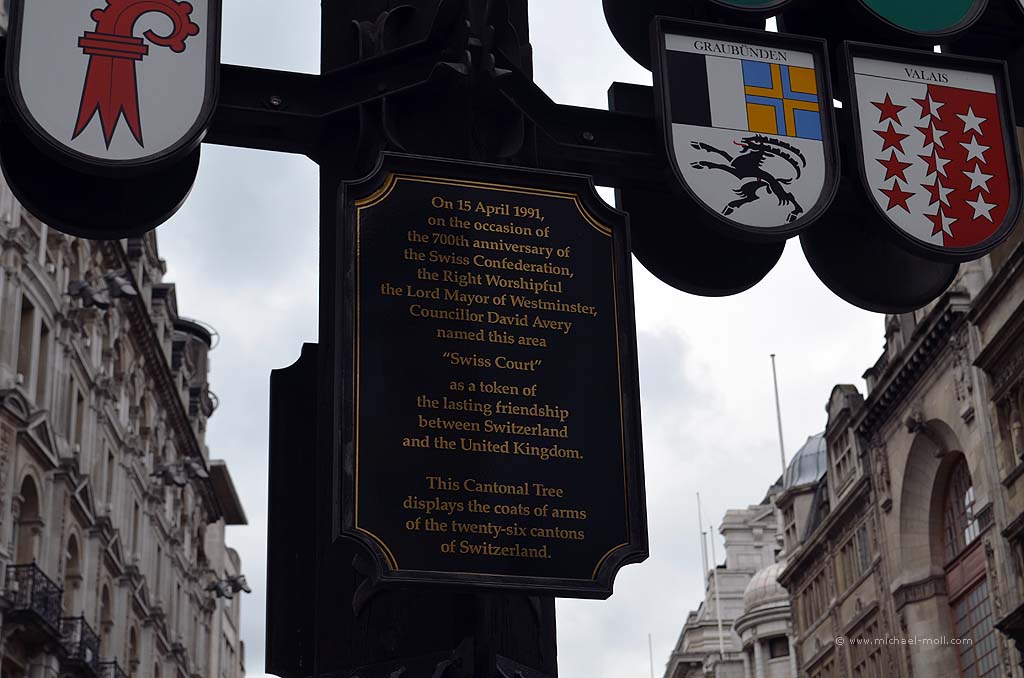 GRAUBÜNDEN
VALAIS
On 15 April 1991,
on the occasion of
the 700th anniversary of
the Swiss Confederation,
the Right Worshipful
the Lord Mayor of Westminster,
Councillor David Avery
named this area
“Swiss Court”
as a token of
the lasting friendship
between Switzerland
and the United Kingdom.
This Cantonal Tree
displays the coats of arms
of the twenty-six cantons
of Switzerland.
© www.michael-moll.com